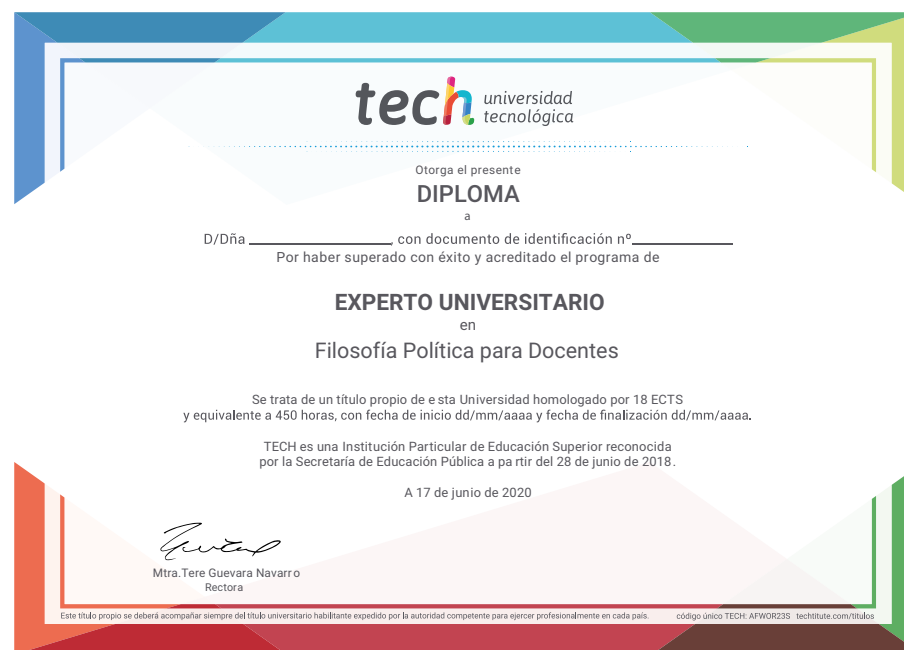 tech universidad
tecnológica
Otorga el presente
DIPLOMA
a
D/Dña ____________, con documento de identificación nº____________
Por haber superado con éxito y acreditado el programa de
EXPERTO UNIVERSITARIO
en
Filosofía Política para Docentes
Se trata de un título propio de e sta Universidad homologado por 18 ECTS
y equivalente a 450 horas, con fecha de inicio dd/mm/aaaa y fecha de finalización dd/mm/aaaa.
TECH es una Institución Particular de Educación Superior reconocida
por la Secretaría de Educación Pública a pa rtir del 28 de junio de 2018.
A 17 de junio de 2020
Mtra.Tere Guevara Navarro
Rectora
Este título propio se deberá acompañar siempre del título universitario habilitante expedido por la autoridad competente para ejercer profesionalmente en cada país. código único TECH: AFWOR23S techtitute.com/titulos